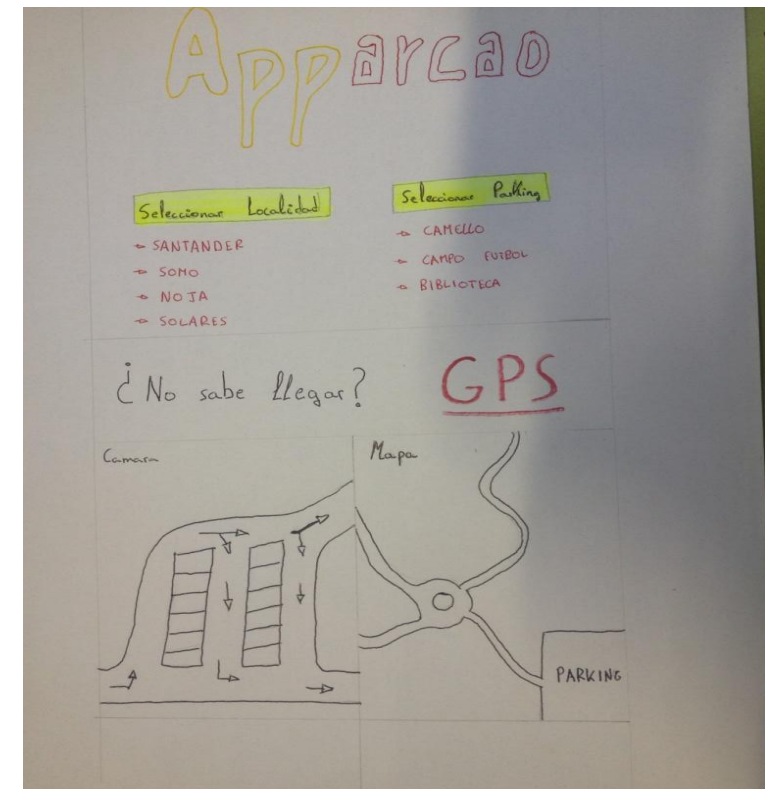 Apparcao
Seleccionar Localidad
SANTANDER
SOMO
NOJA
SOLARES
Seleccionar Parking
CAMELLO
CAMPO FUTBOL
BIBLIOTECA
¿No sabe llegar?
GPS
Camara
Mapa
PARKING